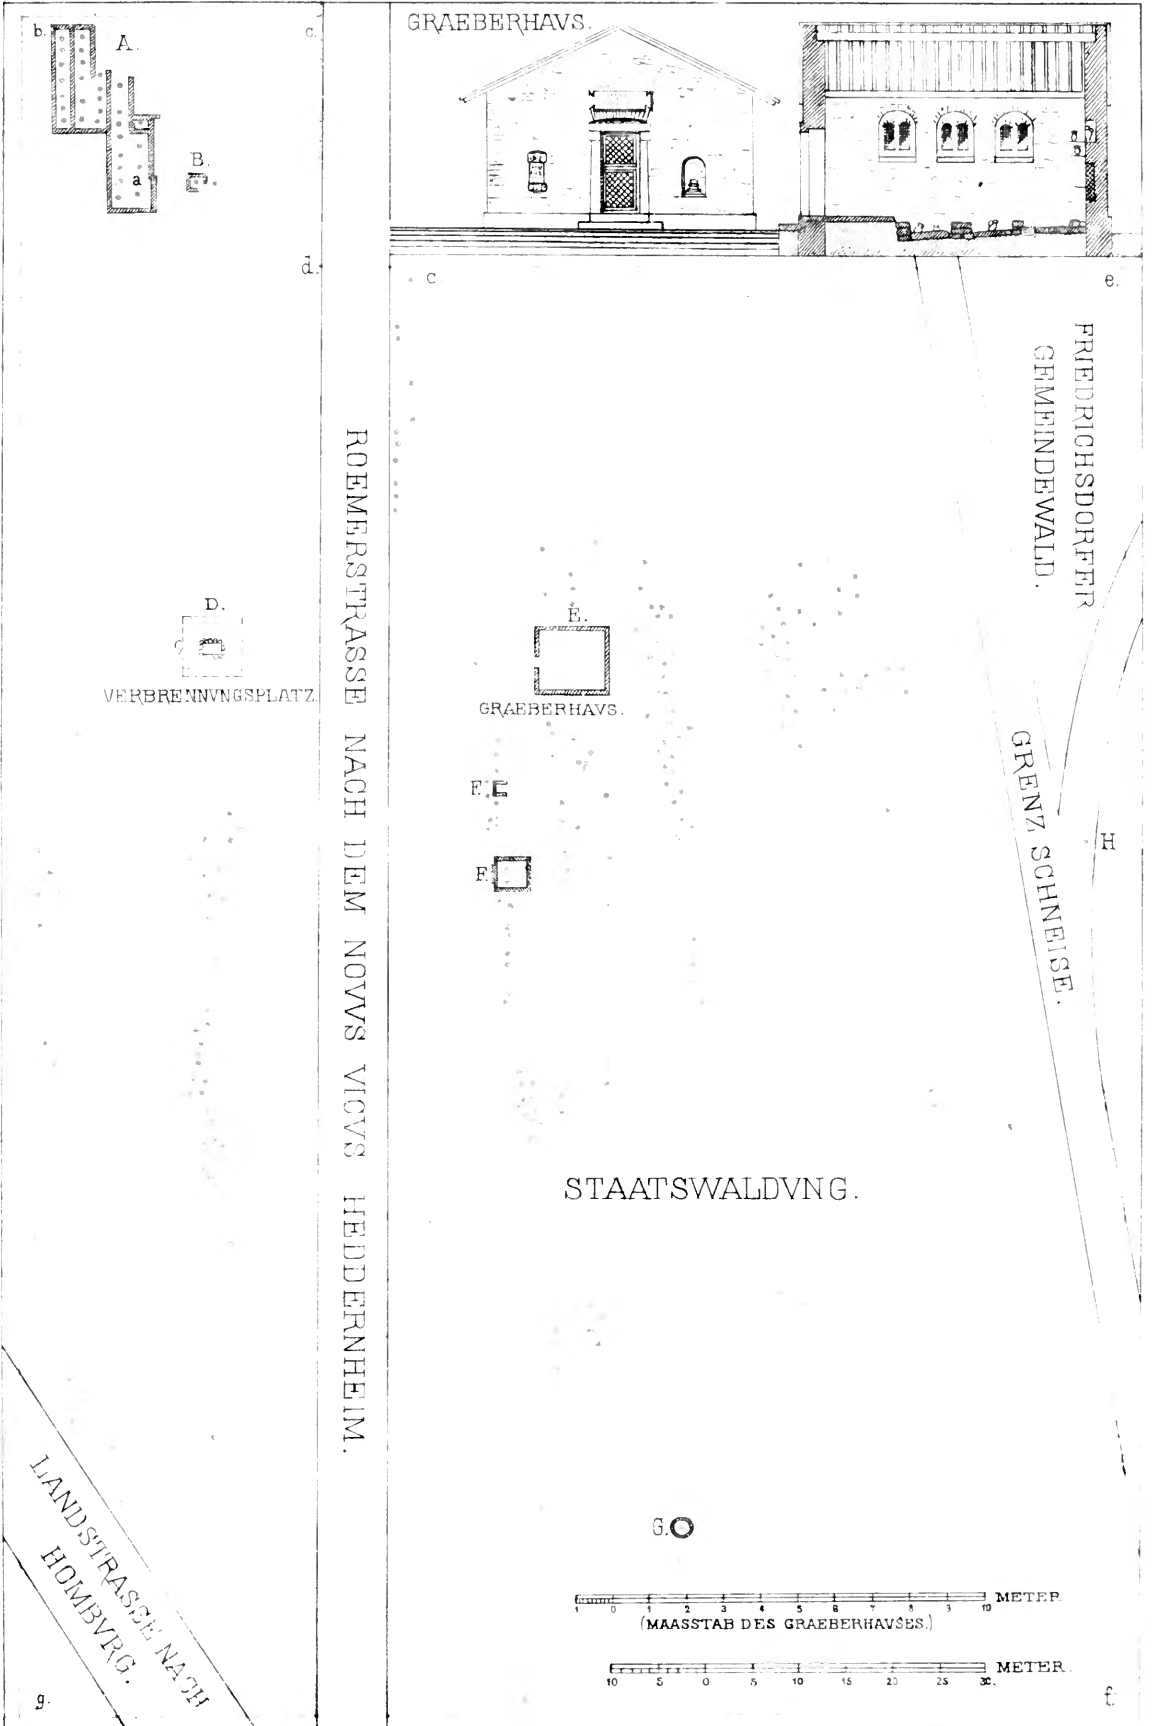 GRAEBERHAVS.
b.
A.
c.
a
B.
d.
c.
e.
FRIEDRICHSDORFER
GEMEINDEWALD.
ROEMERSTRASSE NACH DEM NOVVS VICVS HEDDERNHEIM.
D.
VERBRENNVNGSPLATZ.
E.
GRAEBERHAVS.
F.
F.
GRENZ SCHNEISE.
H
STAATSWALDVNG.
LANDSTRASSE NACH
HOMBVRG.
G.
METER.
1 0 1 2 3 4 5 6 7 8 9 10
(MAASSTAB DES GRAEBERHAVSES.)
METER.
10 5 0 5 10 15 20 25 30.
g.
f.